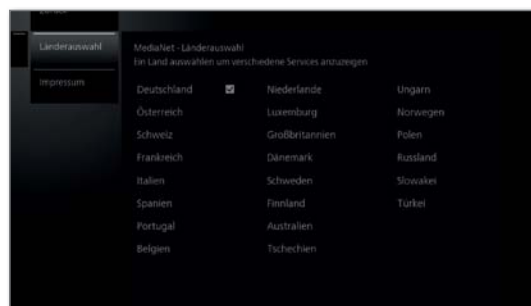 Zurück
Länderauswahl
Impressum
MediaNet - Länderauswahl
Ein Land auswählen um verschiedene Services anzuzeigen
Deutschland Niederlande Ungarn
Österreich Luxemburg Norwegen
Schweiz Großbritannien Polen
Frankreich Dänemark Russland
Italien Schweden Slowakei
Spanien Finnland Türkei
Portugal Australien
Belgien Tschechien